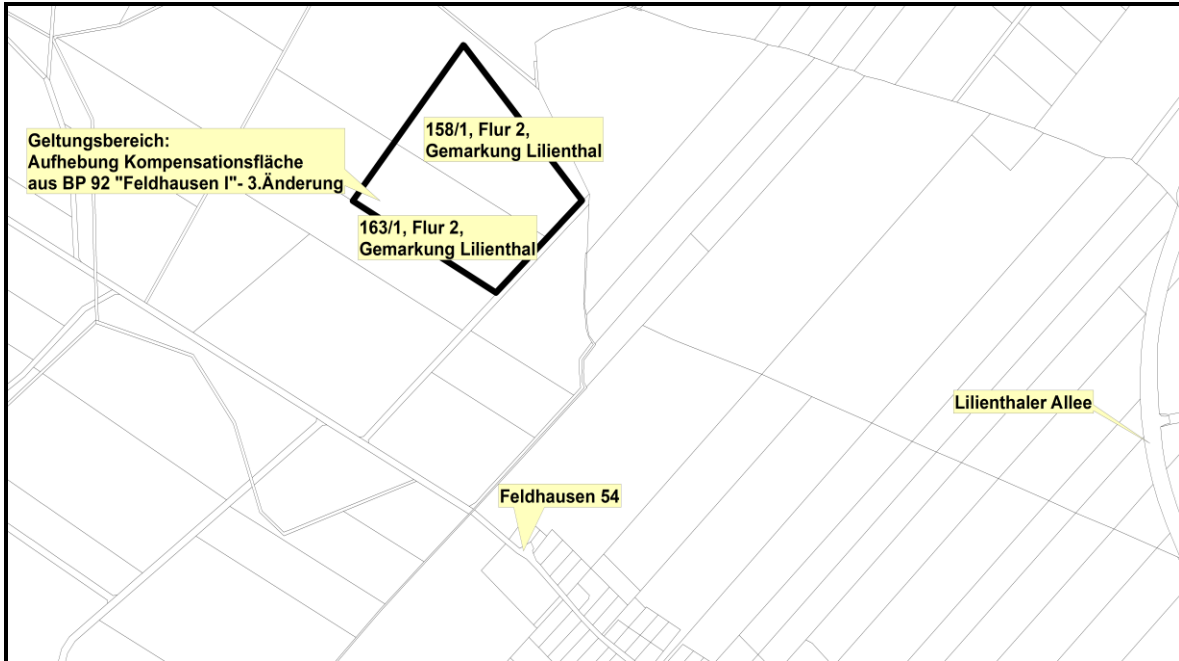 158/1, Flur 2,
Gemarkung Lilienthal
Geltungsbereich:
Aufhebung Kompensationsfläche
aus BP 92 "Feldhausen I"- 3.Änderung
163/1, Flur 2,
Gemarkung Lilienthal
Lilienthaler Allee
Feldhausen 54